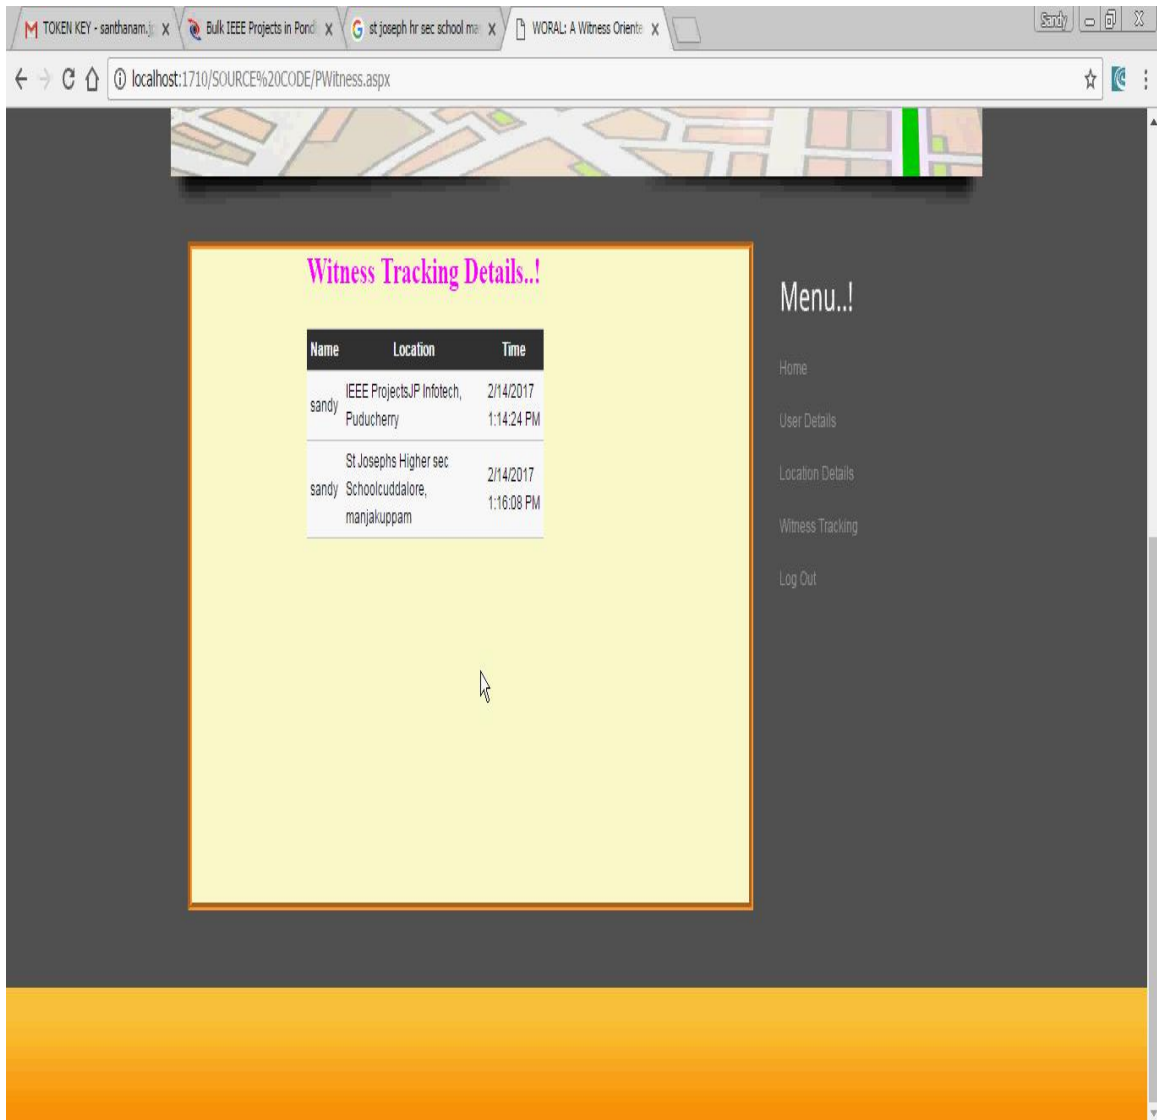 TOKEN KEY - santhanam.j
Bulk IEEE Projects in Pond
st joseph hr sec school ma
WORAL: A Witness Oriente
Sandy
localhost:1710/SOURCE%20CODE/PWitness.aspx
Witness Tracking Details..!
Name Location Time
sandy IEEE ProjectsJP Infotech, 2/14/2017
Puducherry 1:14:24 PM
St Josephs Higher sec
sandy Schoolcuddalore, 2/14/2017
manjakuppam 1:16:08 PM
Menu..!
Home
User Details
Location Details
Witness Tracking
Log Out